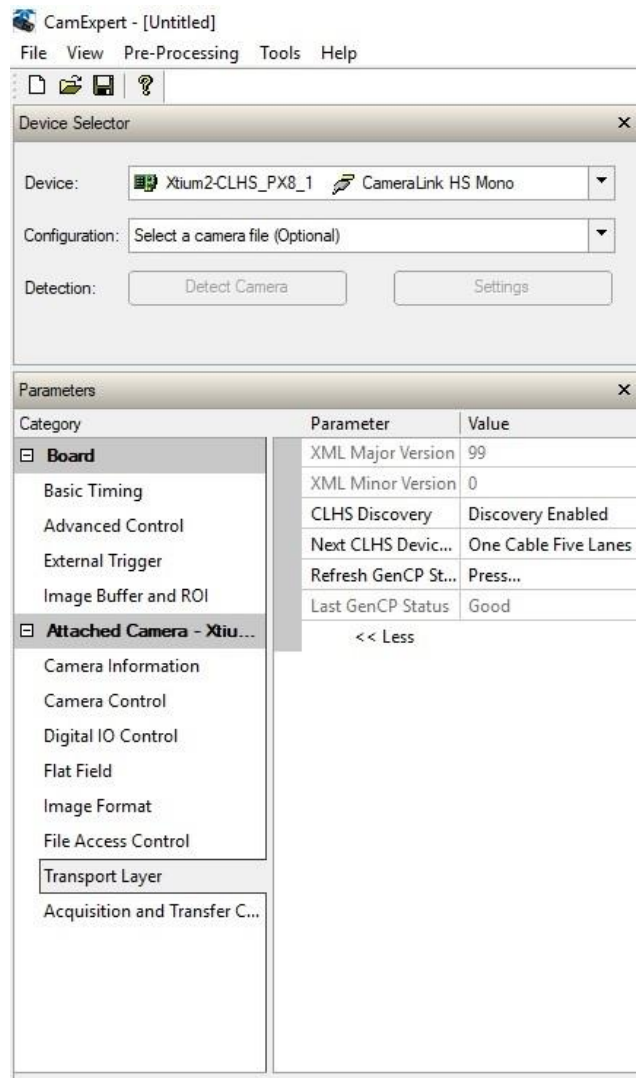 CamExpert - [Untitled]
File View Pre-Processing Tools Help
Device Selector
Device: Xtium2-CLHS_PX8_1 CameraLink HS Mono
Configuration: Select a camera file (Optional)
Detection: Detect Camera Settings
Parameters
Category Parameter Value
Board XML Major Version 99
Basic Timing XML Minor Version 0
Advanced Control CLHS Discovery Discovery Enabled
External Trigger Next CLHS Devic... One Cable Five Lanes
Image Buffer and ROI Refresh GenCP St... Press...
Attached Camera - Xtiu... Last GenCP Status Good
<< Less
Camera Information
Camera Control
Digital IO Control
Flat Field
Image Format
File Access Control
Transport Layer
Acquisition and Transfer C...